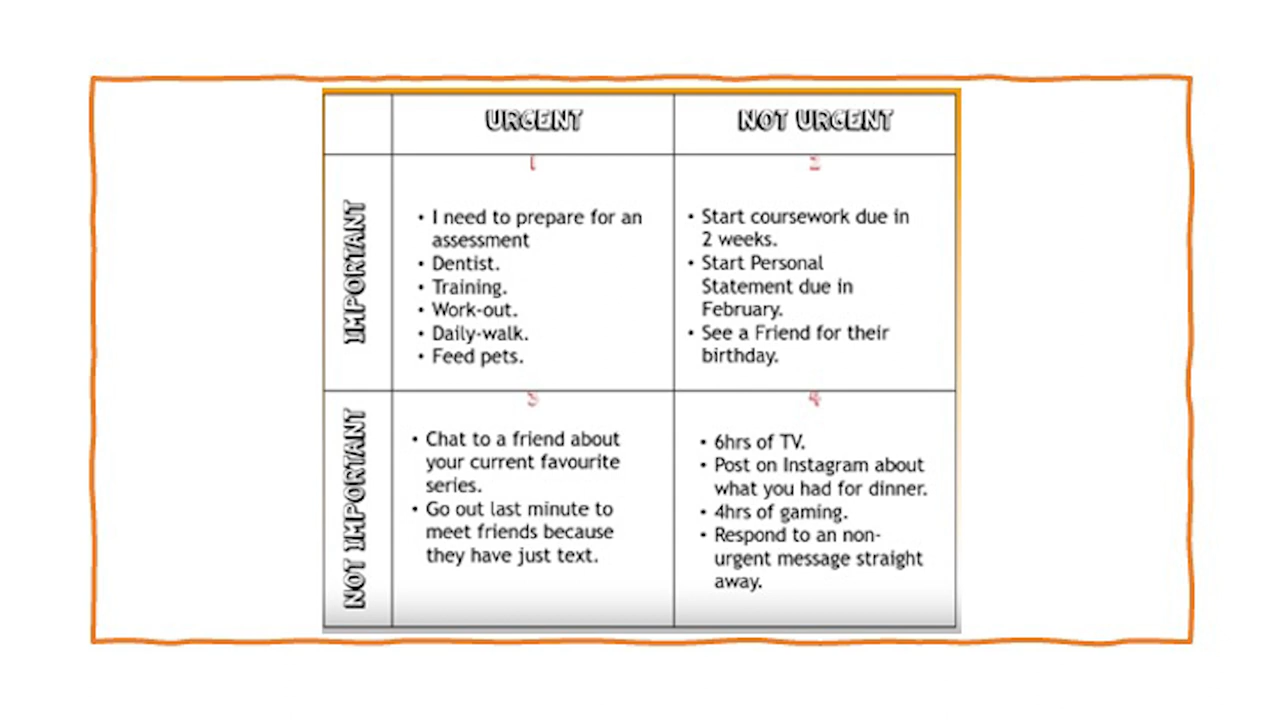 URGENT
NOT URGENT
IMPORTANT
1
• I need to prepare for an
assessment
• Dentist.
• Training.
• Work-out.
• Daily-walk.
• Feed pets.
2
• Start coursework due in
2 weeks.
• Start Personal
Statement due in
February.
• See a Friend for their
birthday.
NOT IMPORTANT
3
• Chat to a friend about
your current favourite
series.
• Go out last minute to
meet friends because
they have just text.
4
• 6hrs of TV.
• Post on Instagram about
what you had for dinner.
• 4hrs of gaming.
• Respond to an non-
urgent message straight
away.